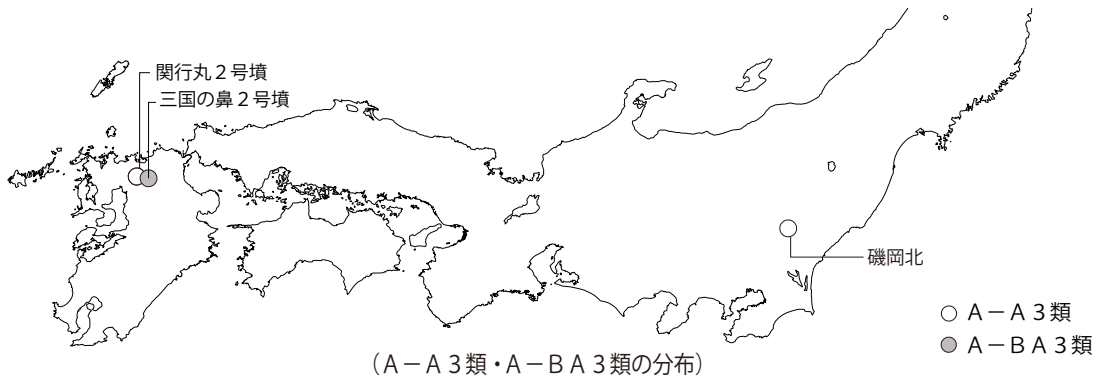 関行丸２号墳
三国の鼻２号墳
磯岡北
Ａ－Ａ３類
Ａ－ＢＡ３類
（Ａ－Ａ３類・Ａ－ＢＡ３類の分布）